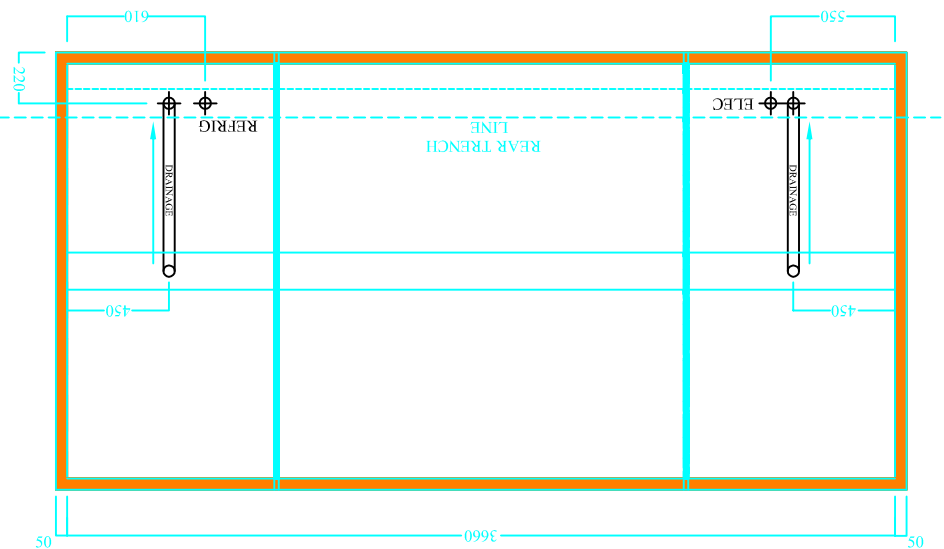 610
550
220
ELEC
REFRIG
REAR TRENCH
LINE
DRAINAGE
DRAINAGE
450
450
3660
50
50